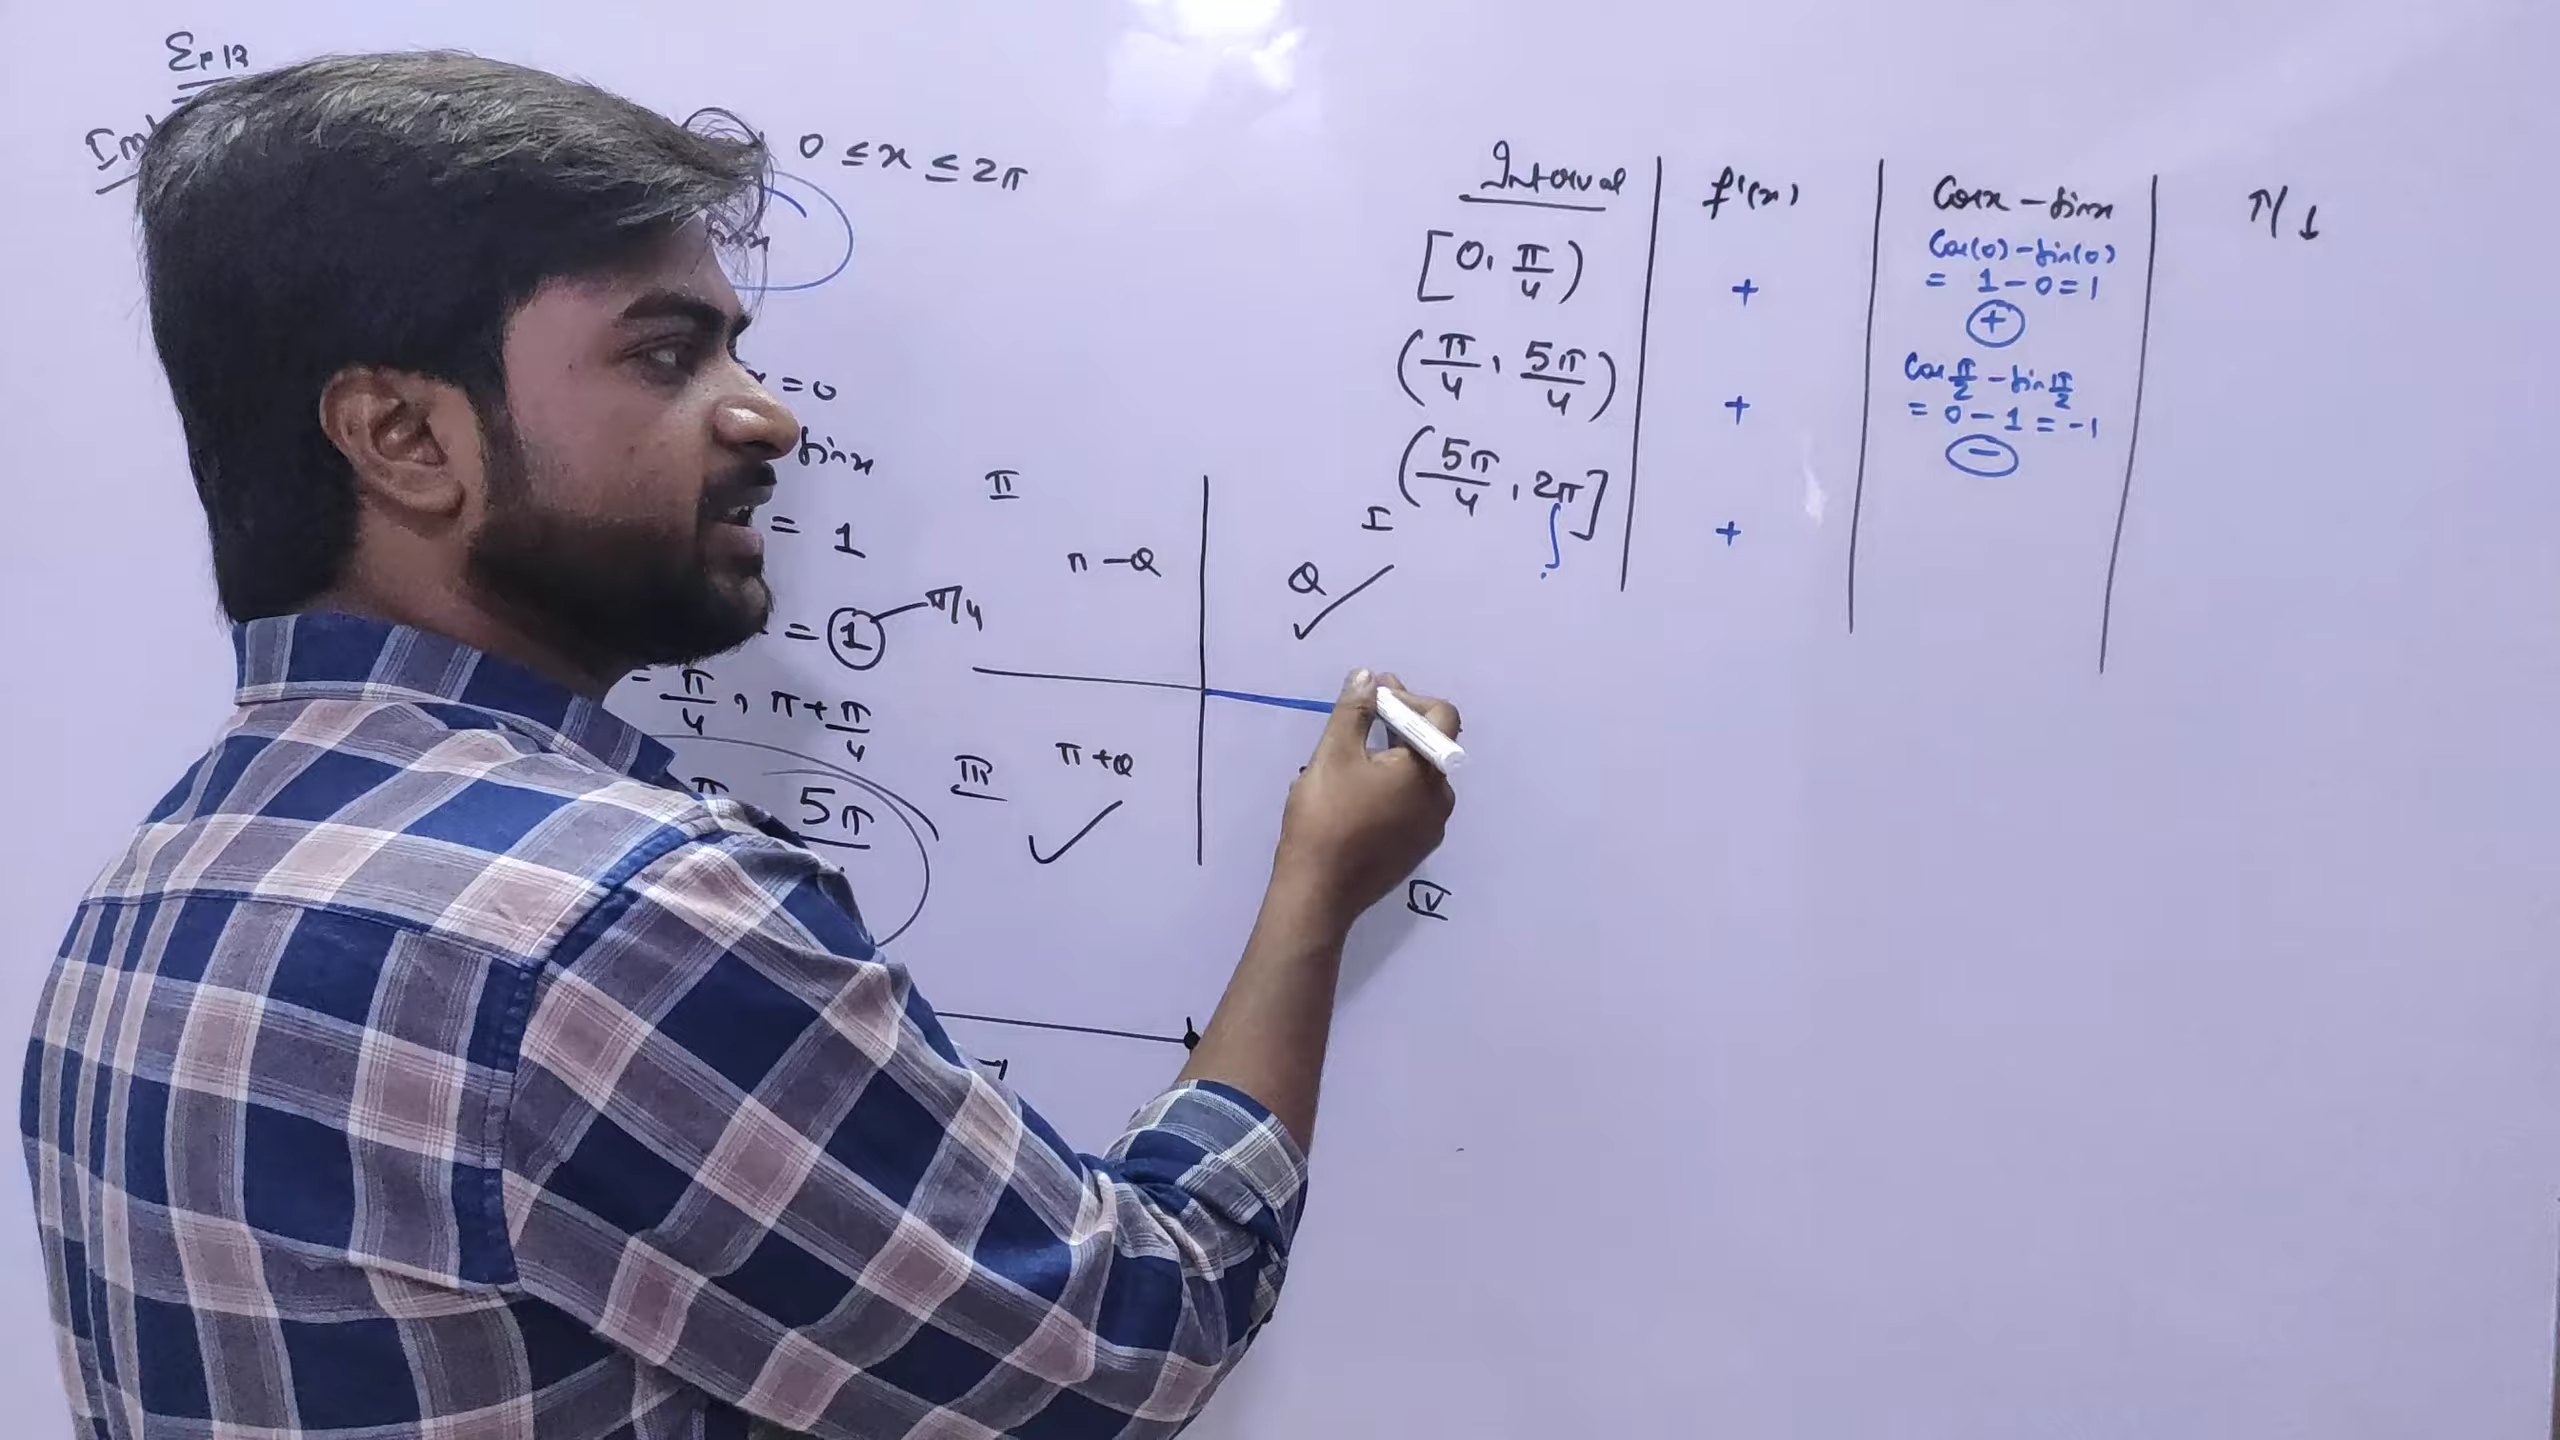 Ex 13
Imp
0 ≤ x ≤ 2π
sinx
x = 0
sinx
= 1
= 1 π/4
= π/4 , π + π/4
π 5π
II
π - θ
I
θ
III
π + θ
IV
Interval | f'(x) | Cosx - sinx | ↑/↓
[0, π/4) + Cos(0) - sin(0)
= 1 - 0 = 1
+
(π/4, 5π/4) + Cos π/2 - sin π/2
= 0 - 1 = -1
-
(5π/4, 2π] +